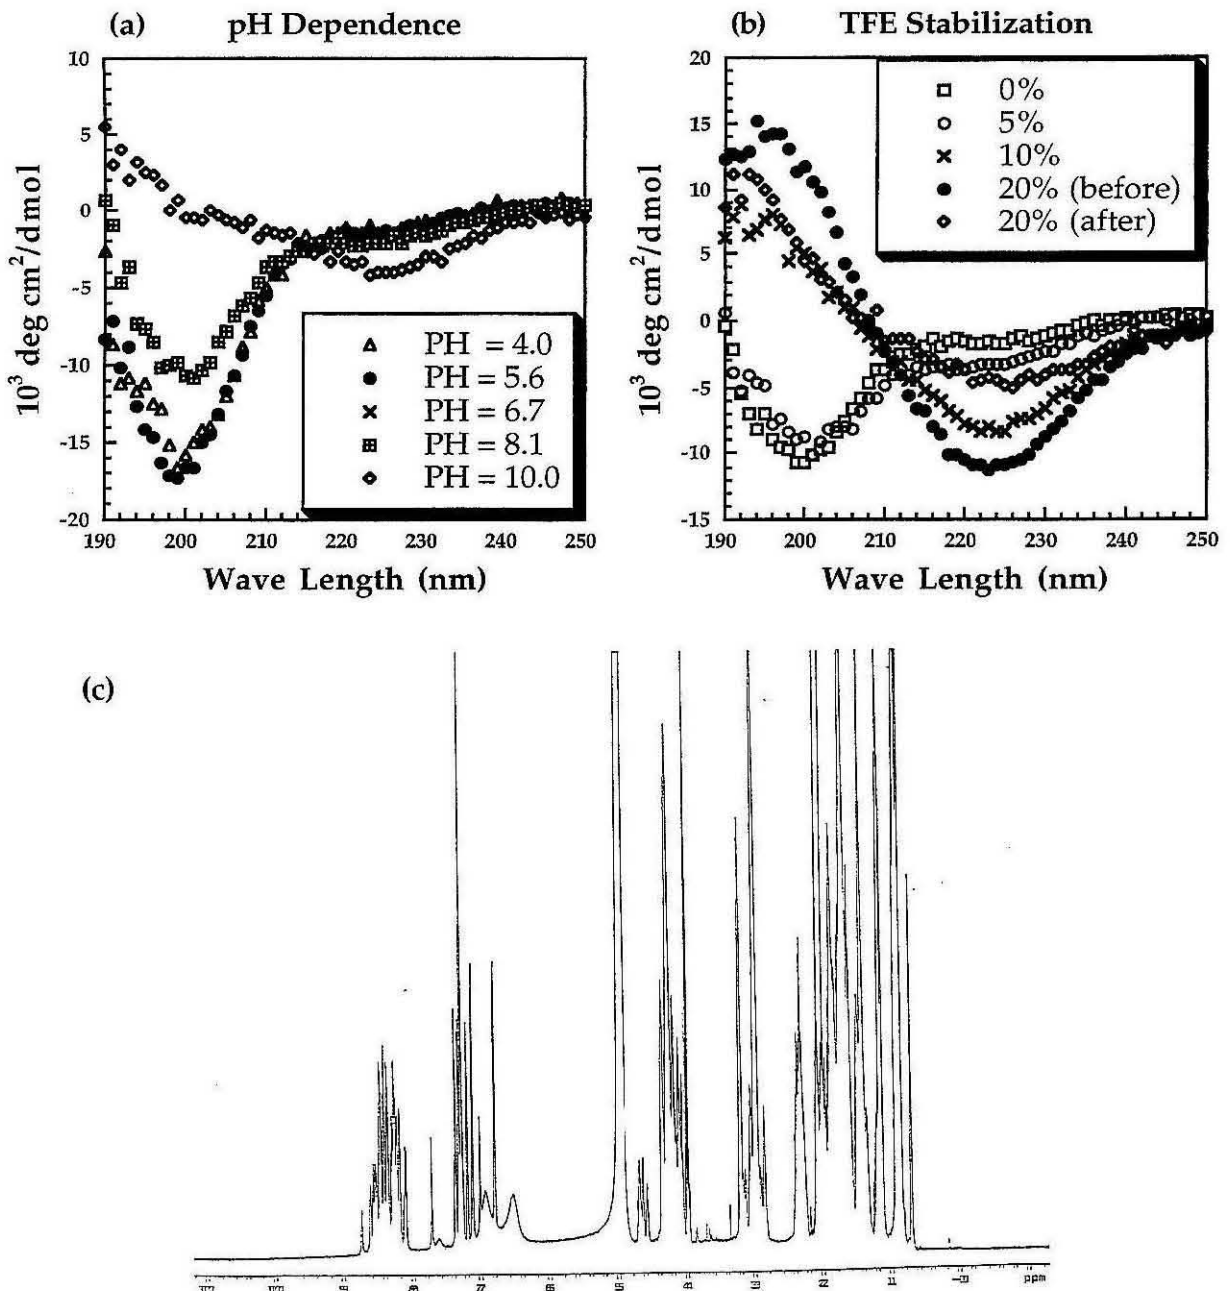 (a) pH Dependence
10
5
0
-5
-10
-15
-20
10³ deg cm²/dmol
PH = 4.0
PH = 5.6
PH = 6.7
PH = 8.1
PH = 10.0
190 200 210 220 230 240 250
Wave Length (nm)
(b) TFE Stabilization
20
15
10
5
0
-5
-10
-15
10³ deg cm²/dmol
0%
5%
10%
20% (before)
20% (after)
190 200 210 220 230 240 250
Wave Length (nm)
(c)
ppm